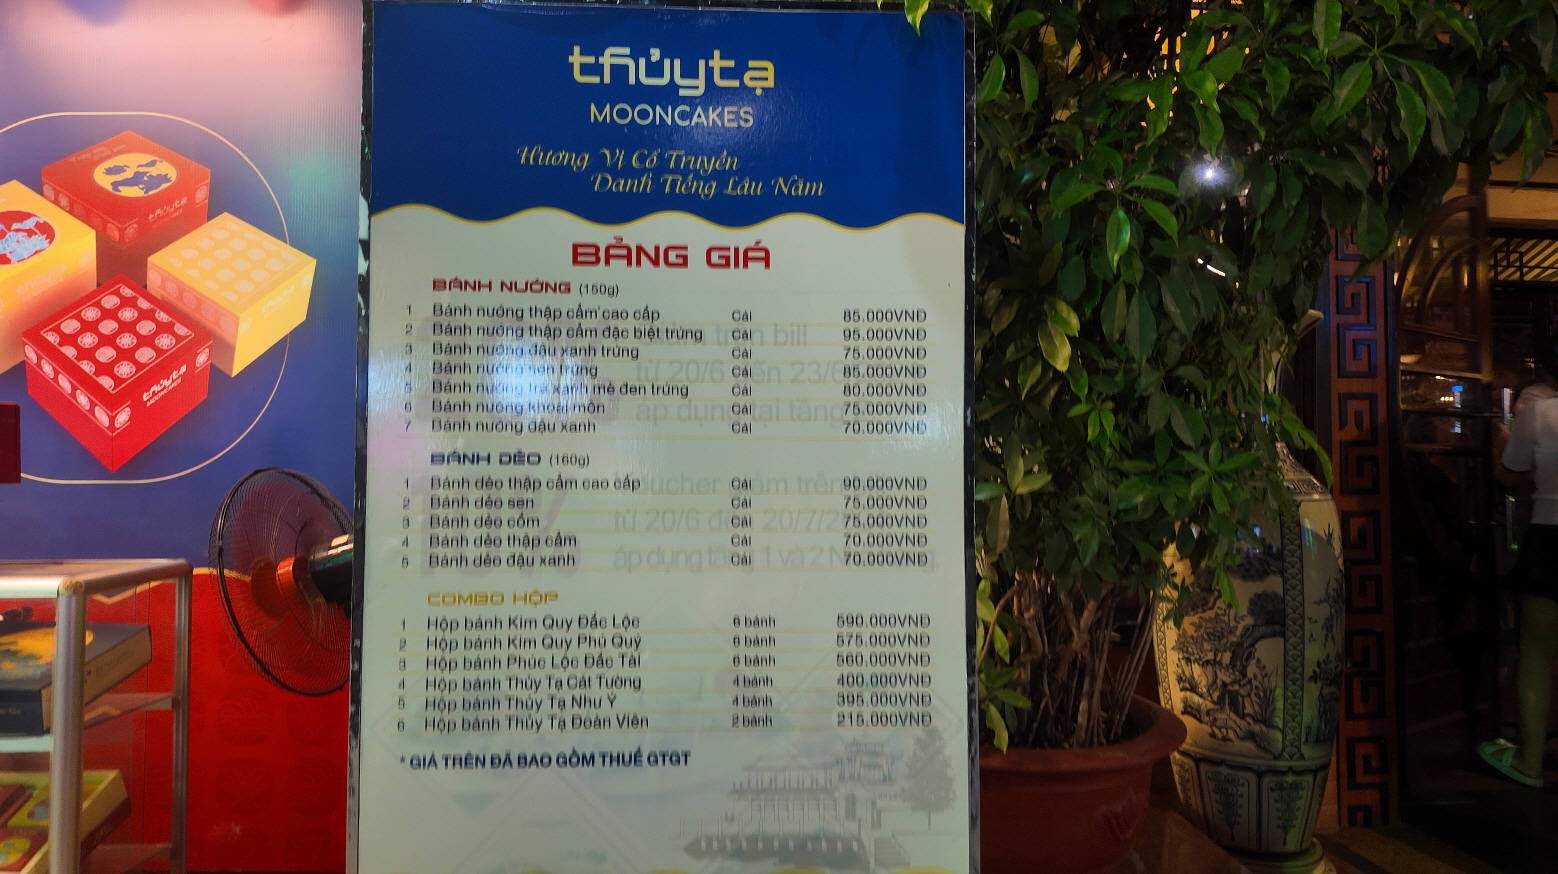 thủytạ
MOONCAKES
Hương Vị Cổ Truyền
Danh Tiếng Lâu Năm
BẢNG GIÁ
BÁNH NƯỚNG (150g)
1 Bánh nướng thập cẩm cao cấp Cái 85.000VNĐ
2 Bánh nướng thập cẩm đặc biệt trứng Cái 95.000VNĐ
3 Bánh nướng đậu xanh trứng Cái 75.000VNĐ
4 Bánh nướng sen trứng Cái 85.000VNĐ
5 Bánh nướng trà xanh mè đen trứng Cái 80.000VNĐ
6 Bánh nướng khoai môn Cái 75.000VNĐ
7 Bánh nướng đậu xanh Cái 70.000VNĐ
BÁNH DẺO (160g)
1 Bánh dẻo thập cẩm cao cấp Cái 90.000VNĐ
2 Bánh dẻo sen Cái 75.000VNĐ
3 Bánh dẻo cốm Cái 75.000VNĐ
4 Bánh dẻo thập cẩm Cái 70.000VNĐ
5 Bánh dẻo đậu xanh Cái 70.000VNĐ
COMBO HỘP
1 Hộp bánh Kim Quy Đắc Lộc 6 bánh 590.000VNĐ
2 Hộp bánh Kim Quy Phú Quý 6 bánh 575.000VNĐ
3 Hộp bánh Phúc Lộc Đắc Tài 6 bánh 560.000VNĐ
4 Hộp bánh Thủy Tạ Cát Tường 4 bánh 400.000VNĐ
5 Hộp bánh Thủy Tạ Như Ý 4 bánh 395.000VNĐ
6 Hộp bánh Thủy Tạ Đoàn Viên 2 bánh 215.000VNĐ
* GIÁ TRÊN ĐÃ BAO GỒM THUẾ GTGT
thủytạ
thủytạ
MOONCAKES